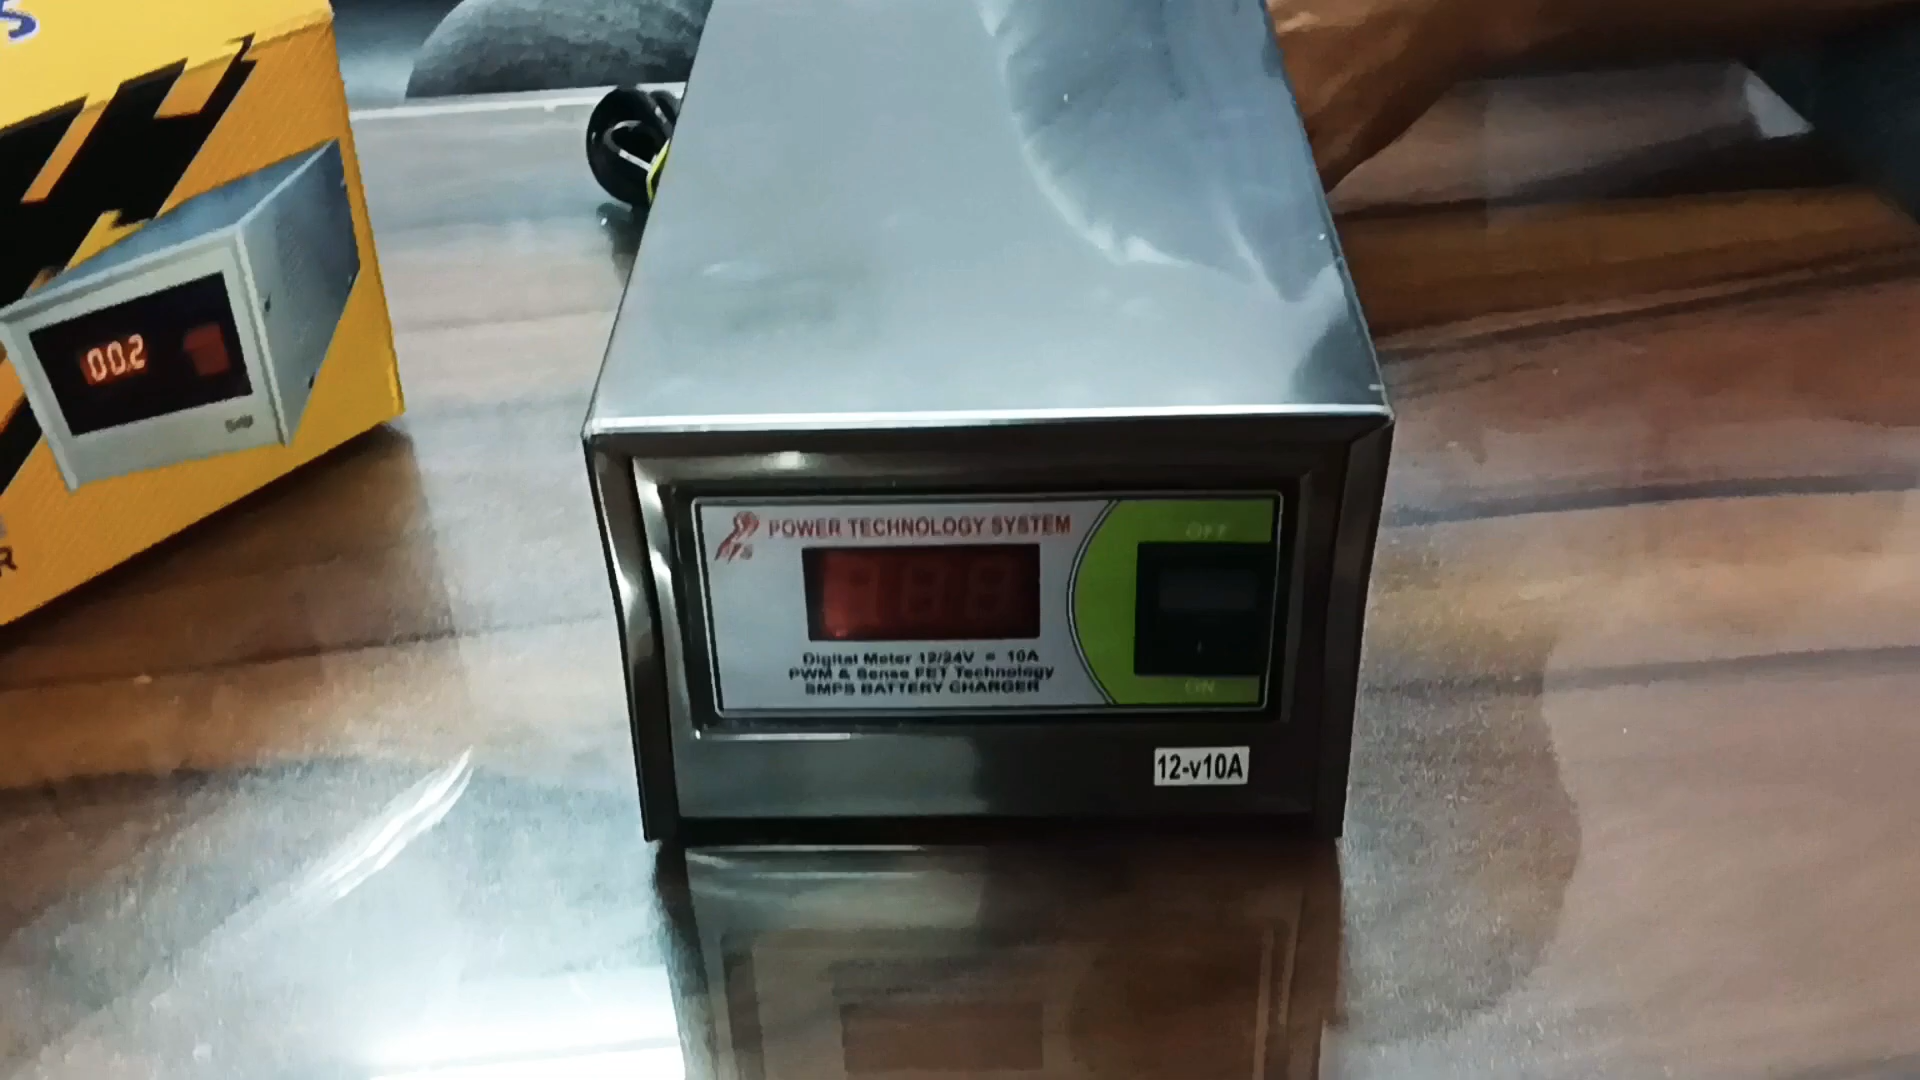 S
R
00.2
POWER TECHNOLOGY SYSTEM
OFF
Digital Meter 12/24V = 10A
PWM & Sense FET Technology
SMPS BATTERY CHARGER
ON
12-v10A